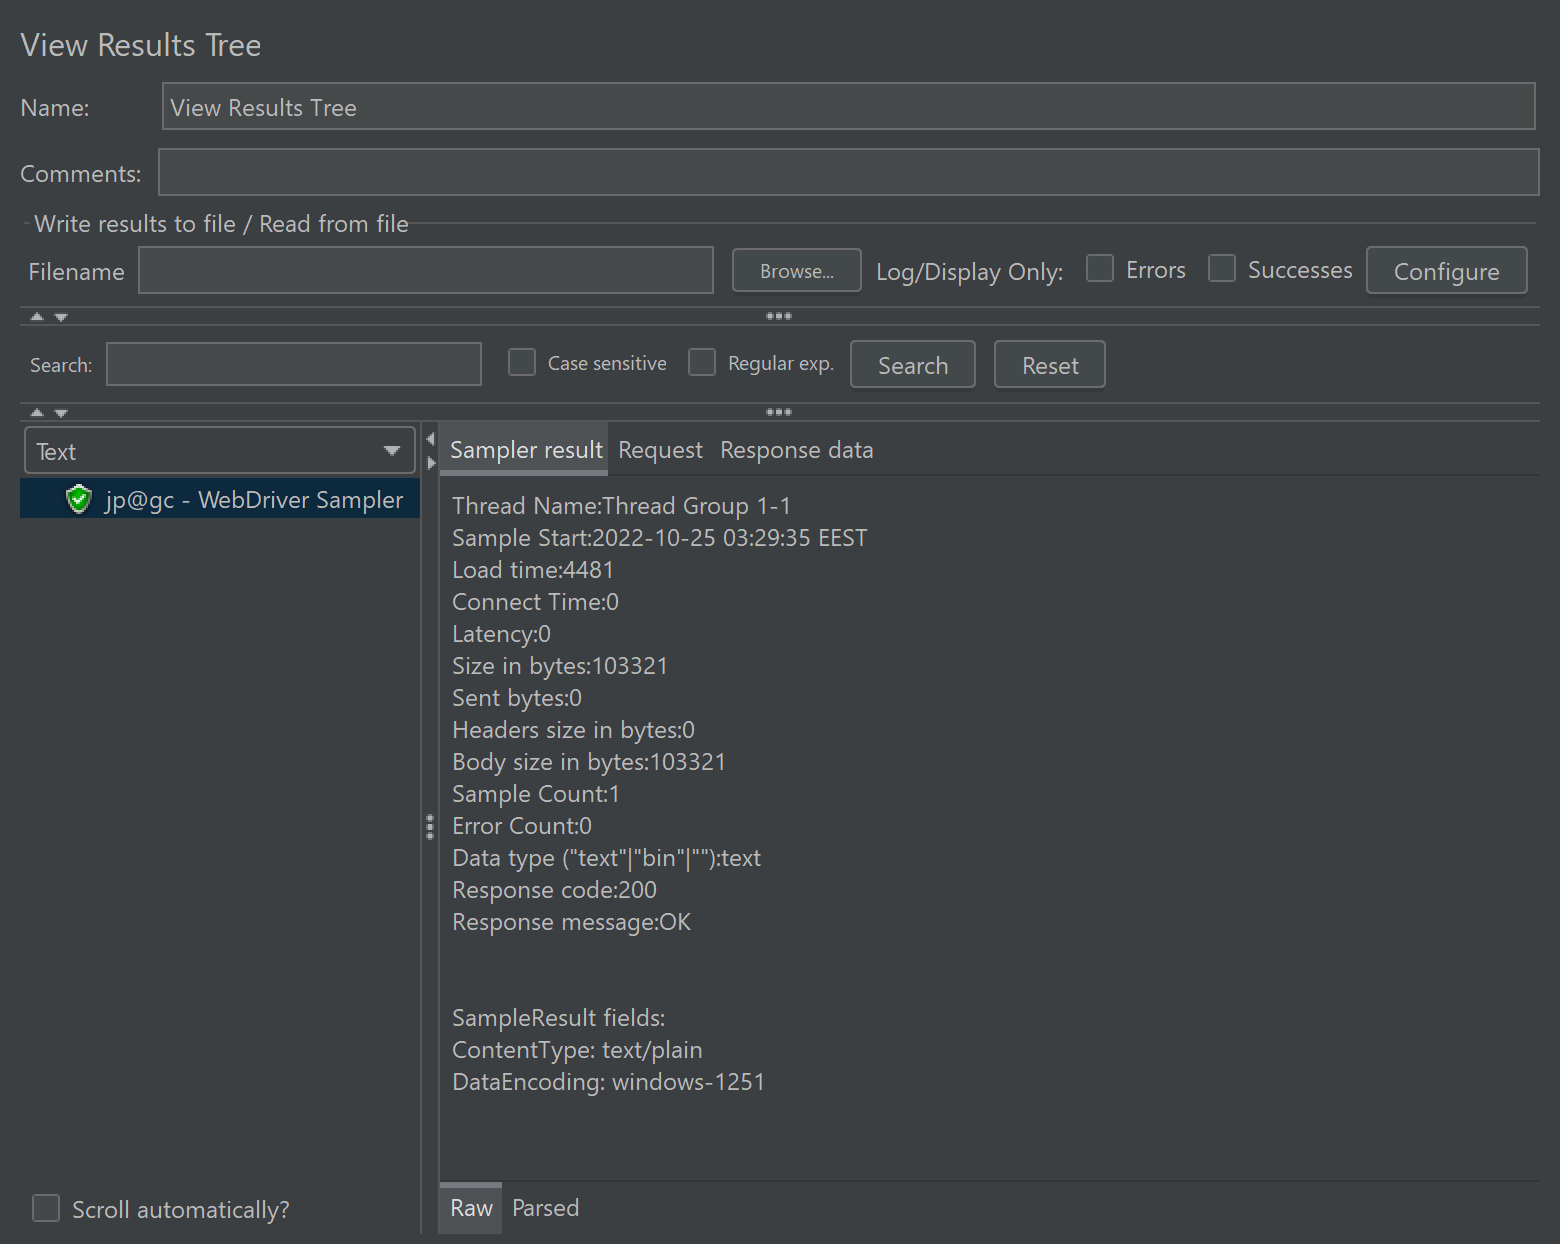 View Results Tree
Name: View Results Tree
Comments:
Write results to file / Read from file
Filename Browse... Log/Display Only: Errors Successes Configure
Search: Case sensitive Regular exp. Search Reset
Text
jp@gc - WebDriver Sampler
Sampler result Request Response data
Thread Name:Thread Group 1-1
Sample Start:2022-10-25 03:29:35 EEST
Load time:4481
Connect Time:0
Latency:0
Size in bytes:103321
Sent bytes:0
Headers size in bytes:0
Body size in bytes:103321
Sample Count:1
Error Count:0
Data type ("text"|"bin"|""):text
Response code:200
Response message:OK
SampleResult fields:
ContentType: text/plain
DataEncoding: windows-1251
Scroll automatically?
Raw Parsed